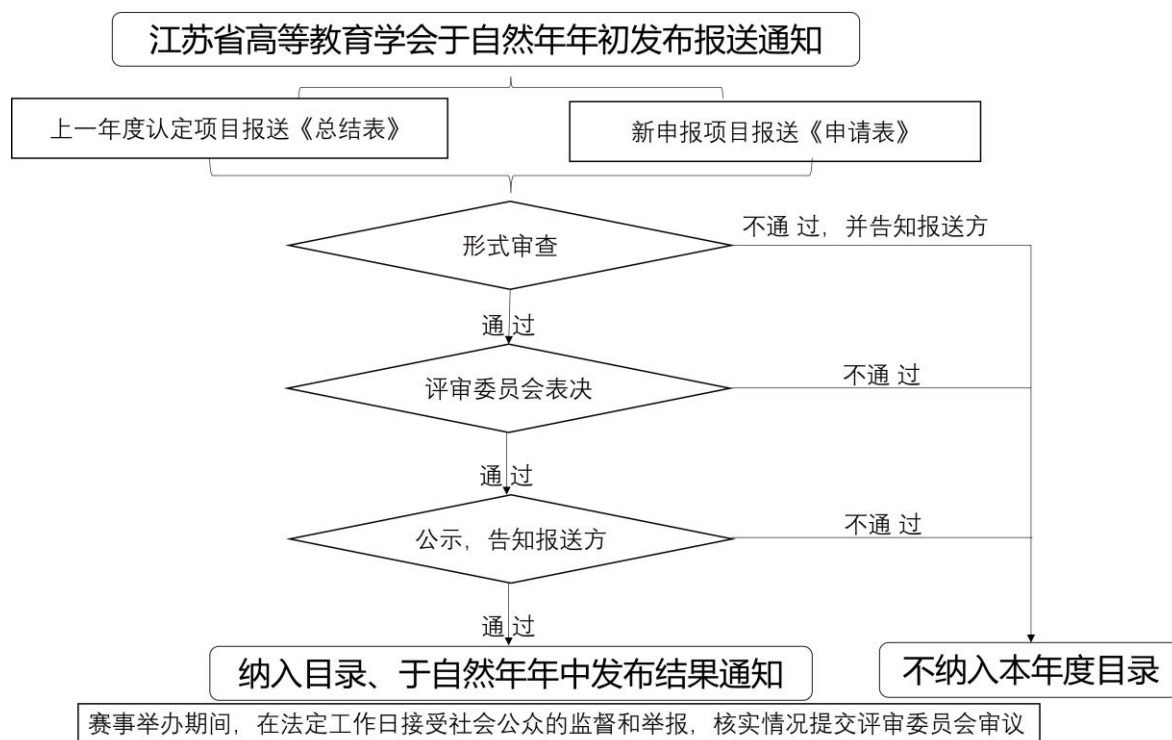 江苏省高等教育学会于自然年年初发布报送通知
上一年度认定项目报送《总结表》
新申报项目报送《申请表》
形式审查
不通 过，并告知报送方
通 过
评审委员会表决
不通 过
通 过
公示，告知报送方
不通 过
通 过
纳入目录、于自然年年中发布结果通知
不纳入本年度目录
赛事举办期间，在法定工作日接受社会公众的监督和举报，核实情况提交评审委员会审议